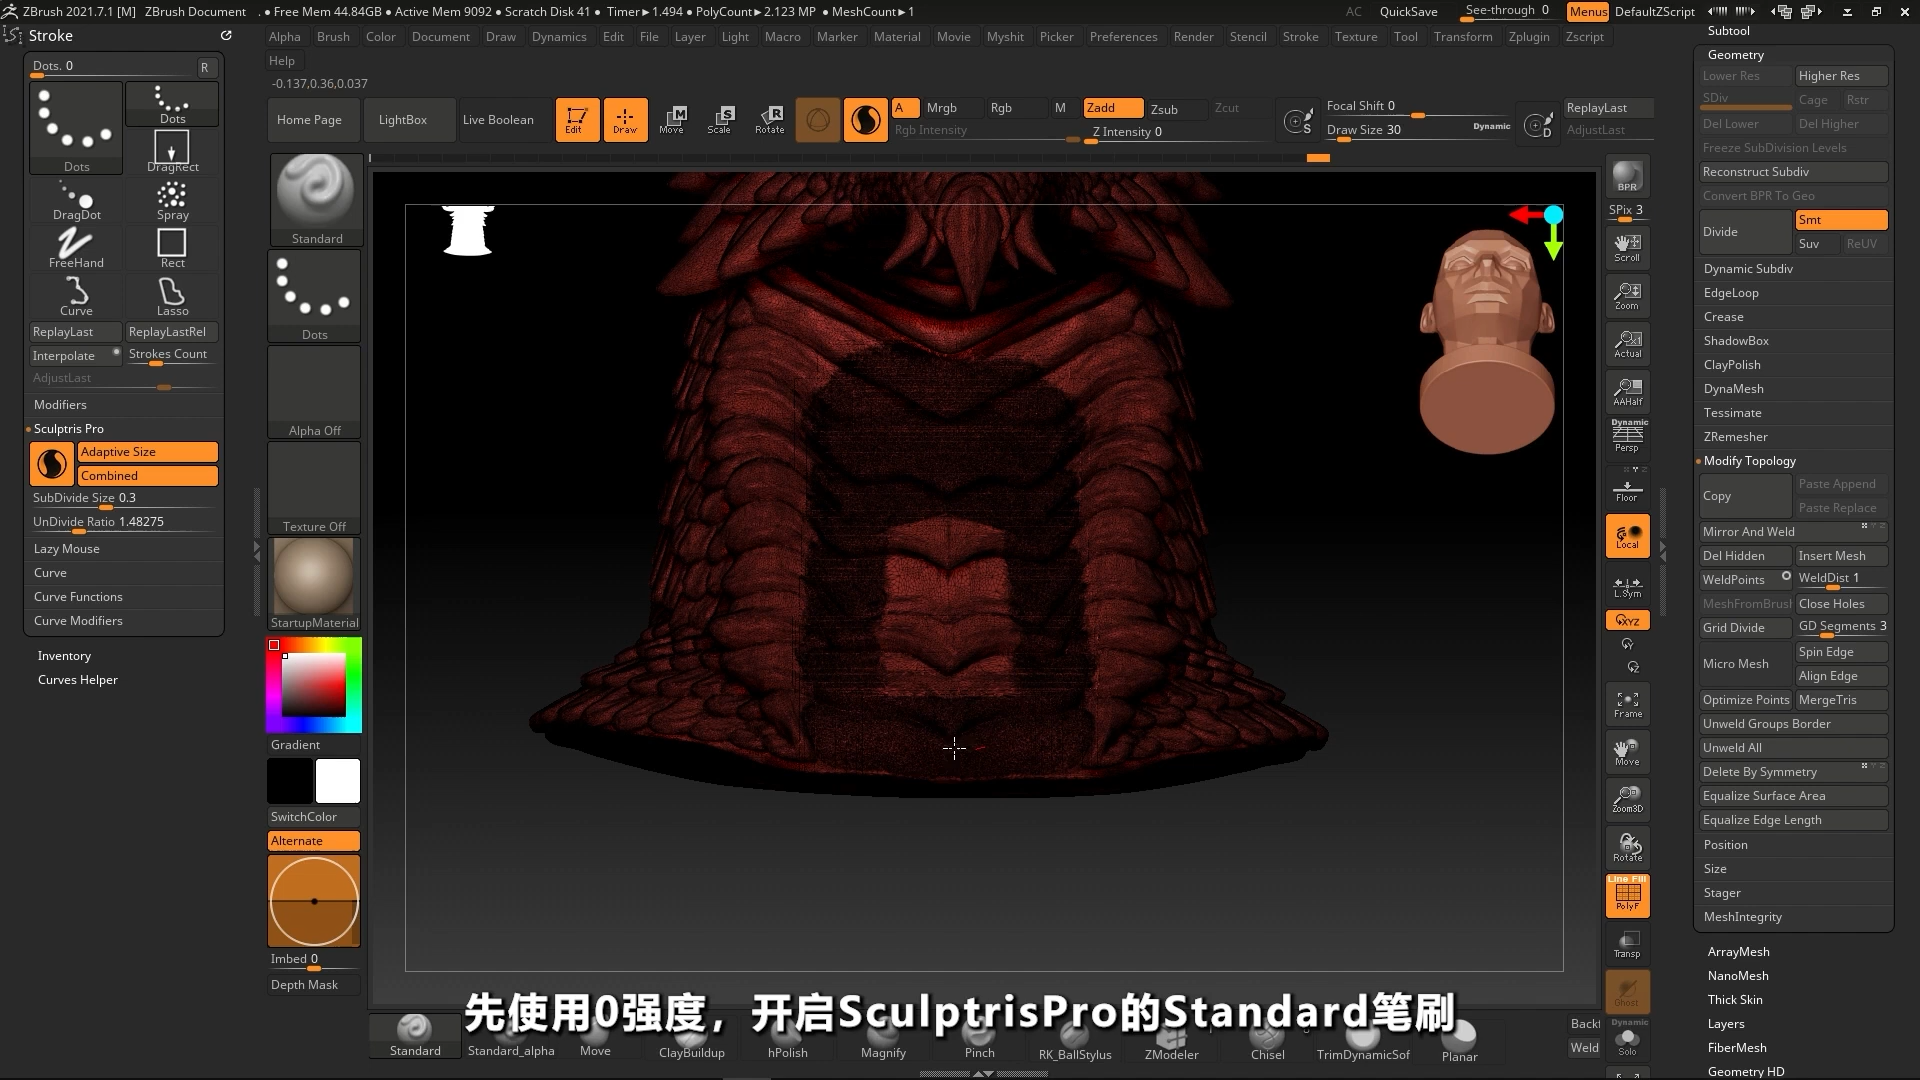 ZBrush 2021.7.1 [M] ZBrush Document . • Free Mem 44.84GB • Active Mem 9092 • Scratch Disk 41 • Timer►1.494 • PolyCount►2.123 MP • MeshCount►1
AC QuickSave See-through 0 Menus DefaultZScript
Stroke
Alpha Brush Color Document Draw Dynamics Edit File Layer Light Macro Marker Material Movie Myshit Picker Preferences Render Stencil Stroke Texture Tool Transform Zplugin Zscript
Help
-0.137,0.36,0.037
Home Page LightBox Live Boolean Edit Draw Move Scale Rotate
A Mrgb Rgb M Zadd Zsub Zcut
Rgb Intensity Z Intensity 0
Focal Shift 0
Draw Size 30 Dynamic
ReplayLast
AdjustLast
Dots. 0 R
Dots Dots
DragRect
DragDot Spray
FreeHand Rect
Curve Lasso
ReplayLast ReplayLastRel
Interpolate Strokes Count
AdjustLast
Modifiers
Sculptris Pro
Adaptive Size
Combined
SubDivide Size 0.3
UnDivide Ratio 1.48275
Lazy Mouse
Curve
Curve Functions
Curve Modifiers
Inventory
Curves Helper
Standard
Dots
Alpha Off
Texture Off
StartupMaterial
Gradient
SwitchColor
Alternate
Imbed 0
Depth Mask
BPR
SPix 3
Scroll
Zoom
Actual
AAHalf
Dynamic
Persp
Floor
Local
L.Sym
XYZ
Frame
Move
Zoom3D
Rotate
Line Fill
PolyF
Transp
Ghost
Dynamic
Solo
Subtool
Geometry
Lower Res Higher Res
SDiv Cage Rstr
Del Lower Del Higher
Freeze SubDivision Levels
Reconstruct Subdiv
Convert BPR To Geo
Divide Smt
Suv ReUV
Dynamic Subdiv
EdgeLoop
Crease
ShadowBox
ClayPolish
DynaMesh
Tessimate
ZRemesher
Modify Topology
Copy Paste Append
Paste Replace
Mirror And Weld
Del Hidden Insert Mesh
WeldPoints WeldDist 1
MeshFromBrush Close Holes
Grid Divide GD Segments 3
Micro Mesh Spin Edge
Align Edge
Optimize Points MergeTris
Unweld Groups Border
Unweld All
Delete By Symmetry
Equalize Surface Area
Equalize Edge Length
Position
Size
Stager
MeshIntegrity
ArrayMesh
NanoMesh
Thick Skin
Layers
FiberMesh
Geometry HD
先使用0强度，开启SculptrisPro的Standard笔刷
Standard Standard_alpha Move ClayBuildup hPolish Magnify Pinch RK_BallStylus ZModeler Chisel TrimDynamicSof Planar
Backf
Weld